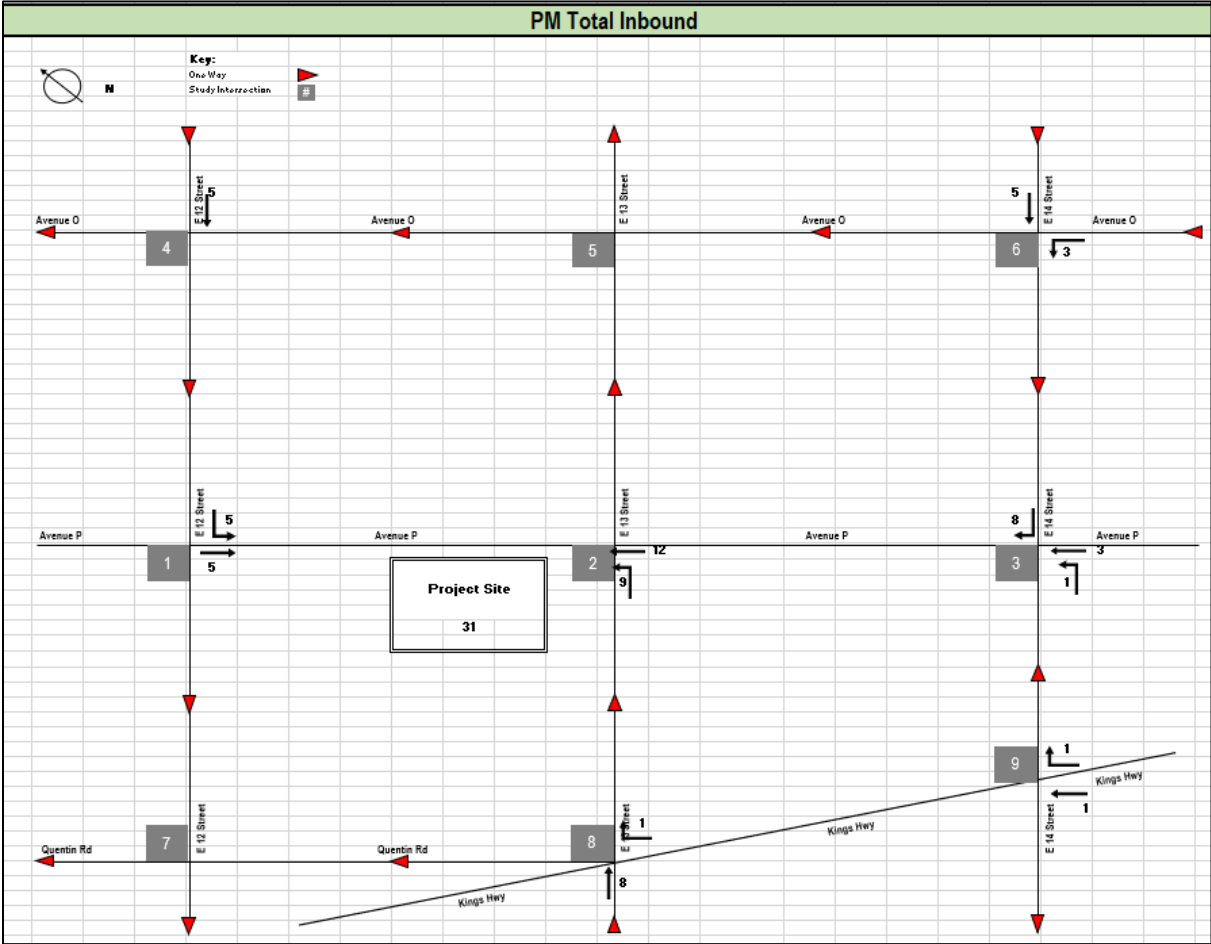 PM Total Inbound
Key:
One Way
N
Study Intersection
#
E 12 Street
5
E 13 Street
5
E 14 Street
Avenue O
Avenue O
Avenue O
Avenue O
4
5
6
3
E 12 Street
5
E 13 Street
8
E 14 Street
Avenue P
Avenue P
Avenue P
Avenue P
1
5
2
12
9
3
3
1
Project Site
31
9
1
Kings Hwy
1
E 12 Street
E 13 Street
1
Kings Hwy
E 14 Street
7
Quentin Rd
Quentin Rd
8
8
Kings Hwy